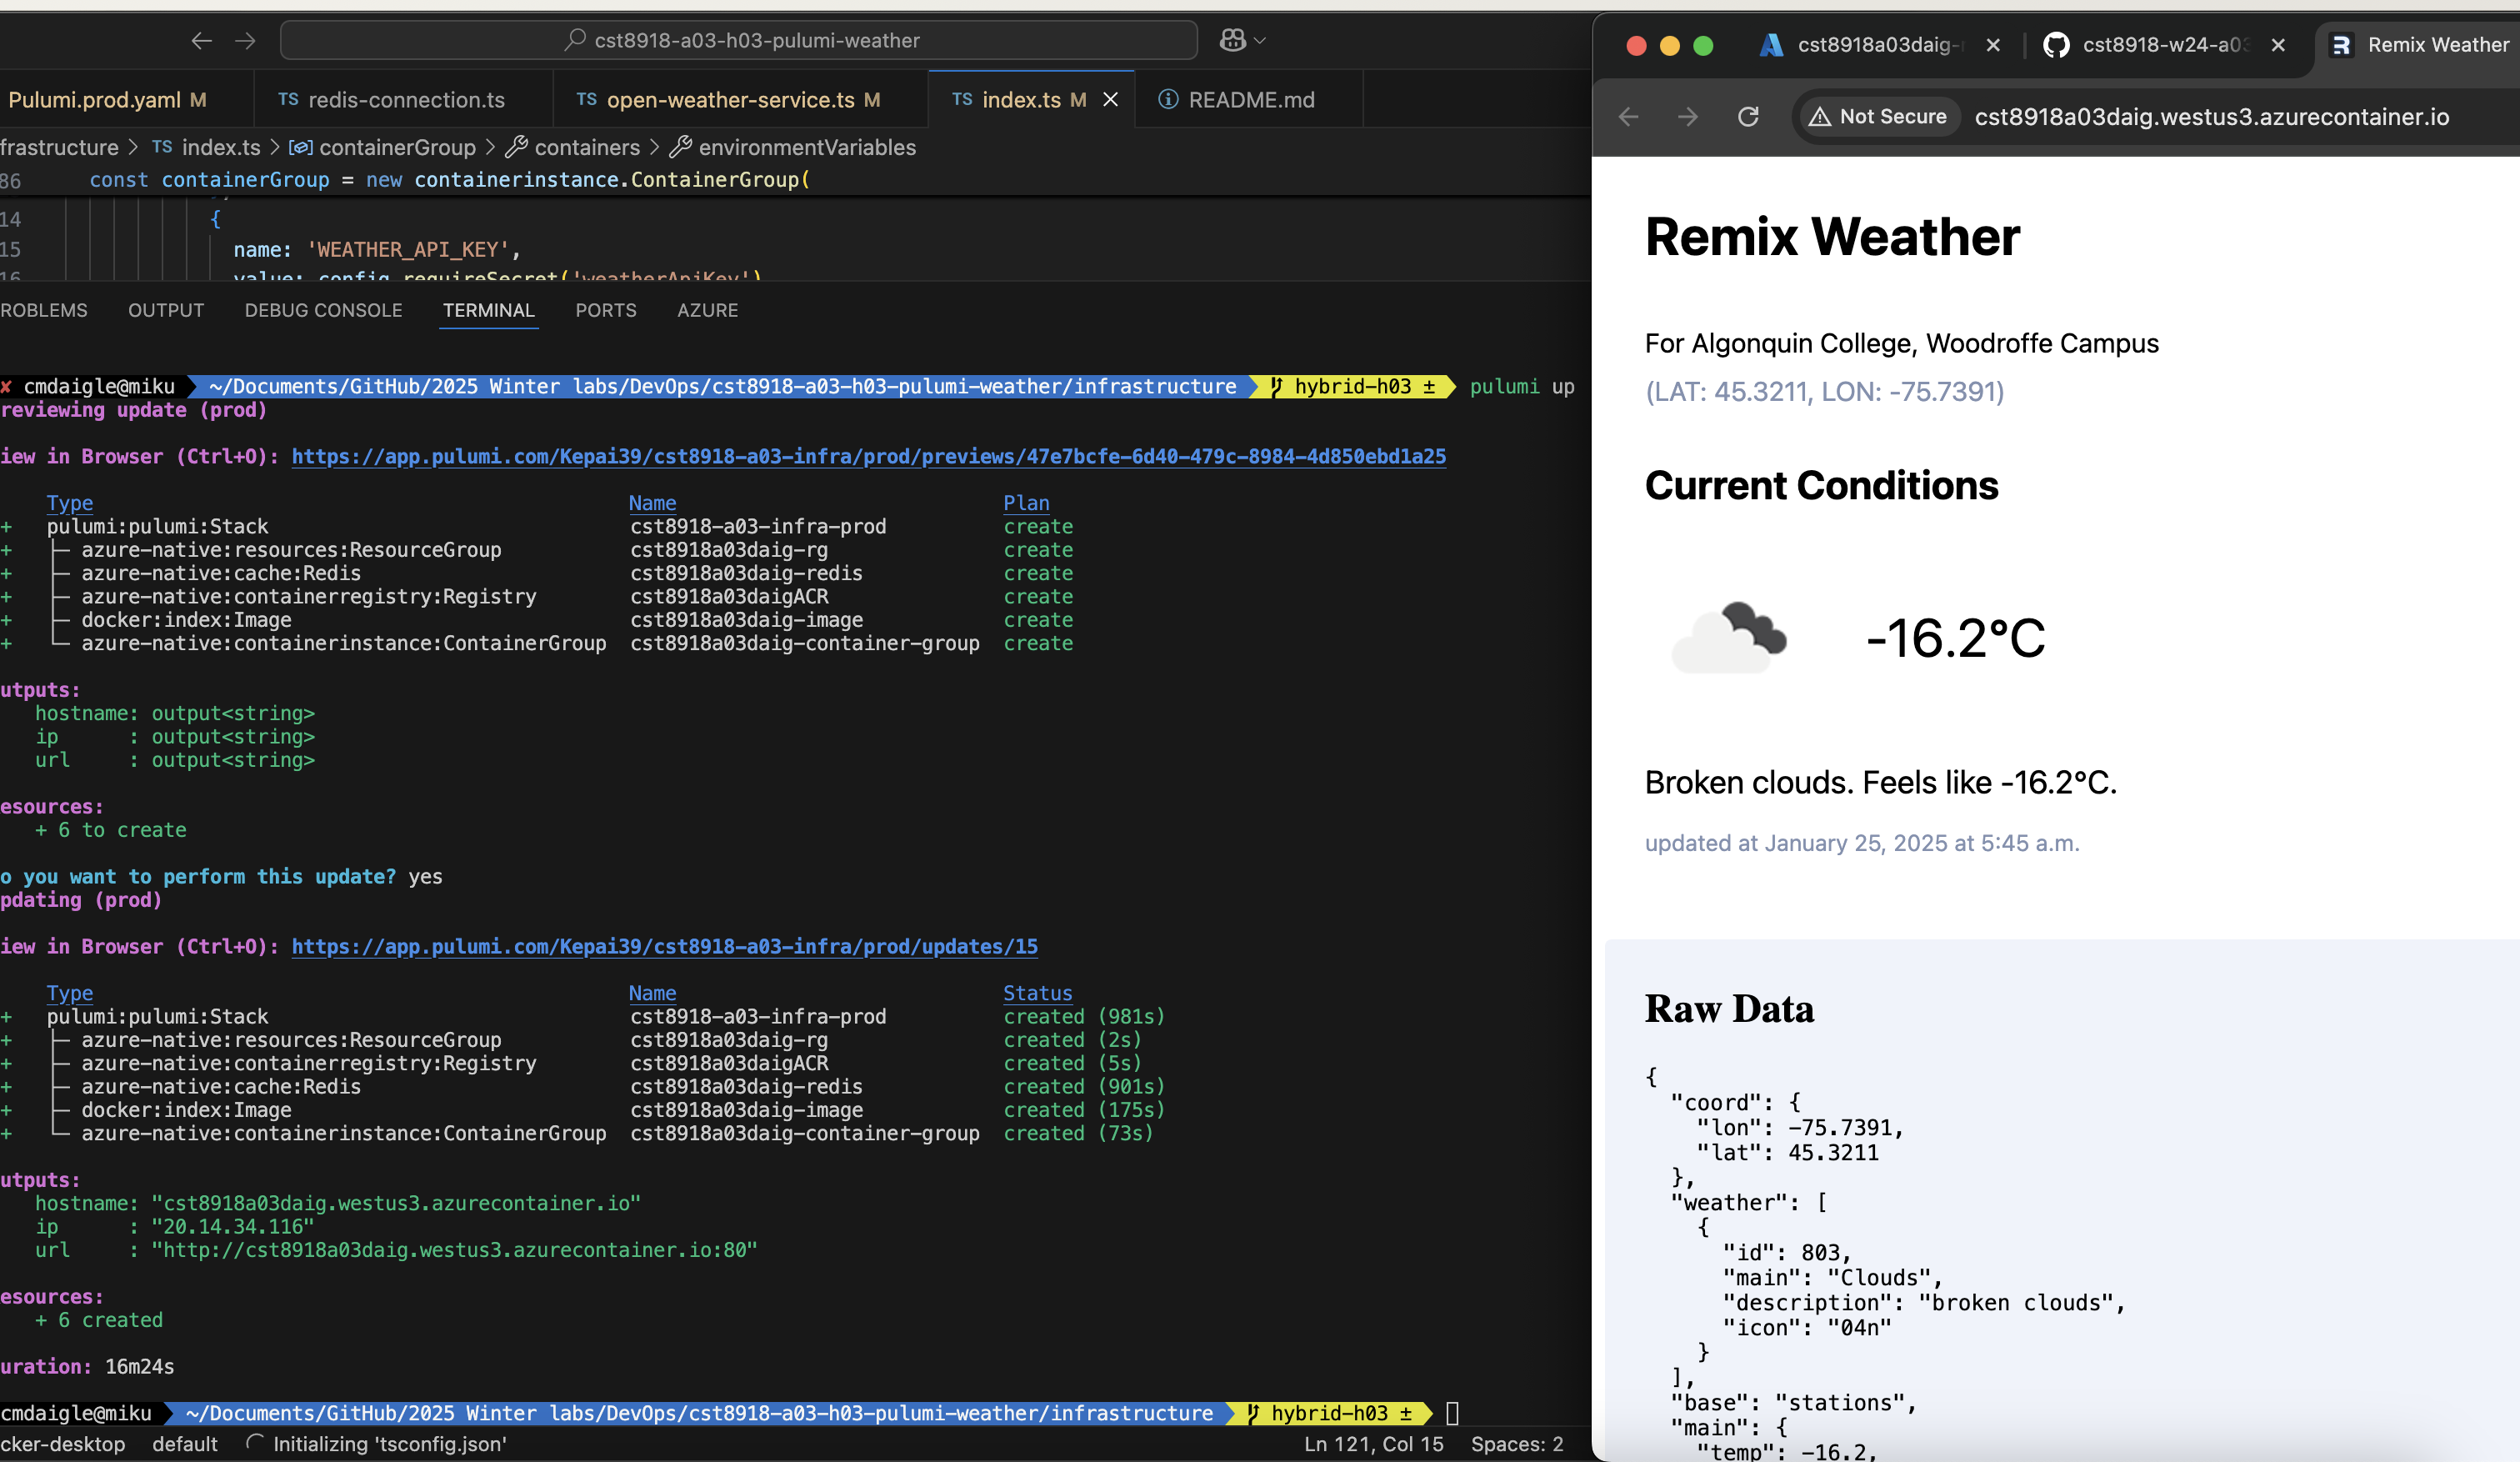 cst8918-a03-h03-pulumi-weather
Pulumi.prod.yaml M
TS redis-connection.ts
TS open-weather-service.ts M
TS index.ts M
README.md
frastructure > TS index.ts > containerGroup > containers > environmentVariables
86 const containerGroup = new containerinstance.ContainerGroup(
14 {
15 name: 'WEATHER_API_KEY',
16 value: config.requireSecret('weatherApiKey')
ROBLEMS OUTPUT DEBUG CONSOLE TERMINAL PORTS AZURE
✘ cmdaigle@miku ~/Documents/GitHub/2025 Winter labs/DevOps/cst8918-a03-h03-pulumi-weather/infrastructure hybrid-h03 ± pulumi up
reviewing update (prod)
iew in Browser (Ctrl+O): https://app.pulumi.com/Kepai39/cst8918-a03-infra/prod/previews/47e7bcfe-6d40-479c-8984-4d850ebd1a25
Type Name Plan
+ pulumi:pulumi:Stack cst8918-a03-infra-prod create
+ ├─ azure-native:resources:ResourceGroup cst8918a03daig-rg create
+ ├─ azure-native:cache:Redis cst8918a03daig-redis create
+ ├─ azure-native:containerregistry:Registry cst8918a03daigACR create
+ ├─ docker:index:Image cst8918a03daig-image create
+ └─ azure-native:containerinstance:ContainerGroup cst8918a03daig-container-group create
utputs:
hostname: output<string>
ip : output<string>
url : output<string>
esources:
+ 6 to create
o you want to perform this update? yes
pdating (prod)
iew in Browser (Ctrl+O): https://app.pulumi.com/Kepai39/cst8918-a03-infra/prod/updates/15
Type Name Status
+ pulumi:pulumi:Stack cst8918-a03-infra-prod created (981s)
+ ├─ azure-native:resources:ResourceGroup cst8918a03daig-rg created (2s)
+ ├─ azure-native:containerregistry:Registry cst8918a03daigACR created (5s)
+ ├─ azure-native:cache:Redis cst8918a03daig-redis created (901s)
+ ├─ docker:index:Image cst8918a03daig-image created (175s)
+ └─ azure-native:containerinstance:ContainerGroup cst8918a03daig-container-group created (73s)
utputs:
hostname: "cst8918a03daig.westus3.azurecontainer.io"
ip : "20.14.34.116"
url : "http://cst8918a03daig.westus3.azurecontainer.io:80"
esources:
+ 6 created
uration: 16m24s
cmdaigle@miku ~/Documents/GitHub/2025 Winter labs/DevOps/cst8918-a03-h03-pulumi-weather/infrastructure hybrid-h03 ±
cker-desktop default Initializing 'tsconfig.json' Ln 121, Col 15 Spaces: 2
cst8918a03daig-
cst8918-w24-a03
Remix Weather
Not Secure cst8918a03daig.westus3.azurecontainer.io
Remix Weather
For Algonquin College, Woodroffe Campus
(LAT: 45.3211, LON: -75.7391)
Current Conditions
-16.2°C
Broken clouds. Feels like -16.2°C.
updated at January 25, 2025 at 5:45 a.m.
Raw Data
{
"coord": {
"lon": -75.7391,
"lat": 45.3211
},
"weather": [
{
"id": 803,
"main": "Clouds",
"description": "broken clouds",
"icon": "04n"
}
],
"base": "stations",
"main": {
"temp": -16.2,